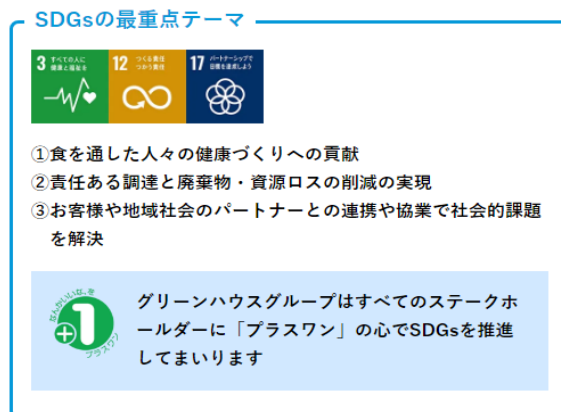 SDGsの最重点テーマ
3 すべての人に
健康と福祉を
12 つくる責任
つかう責任
17 パートナーシップで
目標を達成しよう
①食を通した人々の健康づくりへの貢献
②責任ある調達と廃棄物・資源ロスの削減の実現
③お客様や地域社会のパートナーとの連携や協業で社会的課題
を解決
なんかいいな、を
+1
プラスワン
グリーンハウスグループはすべてのステークホ
ールダーに「プラスワン」の心でSDGsを推進
してまいります